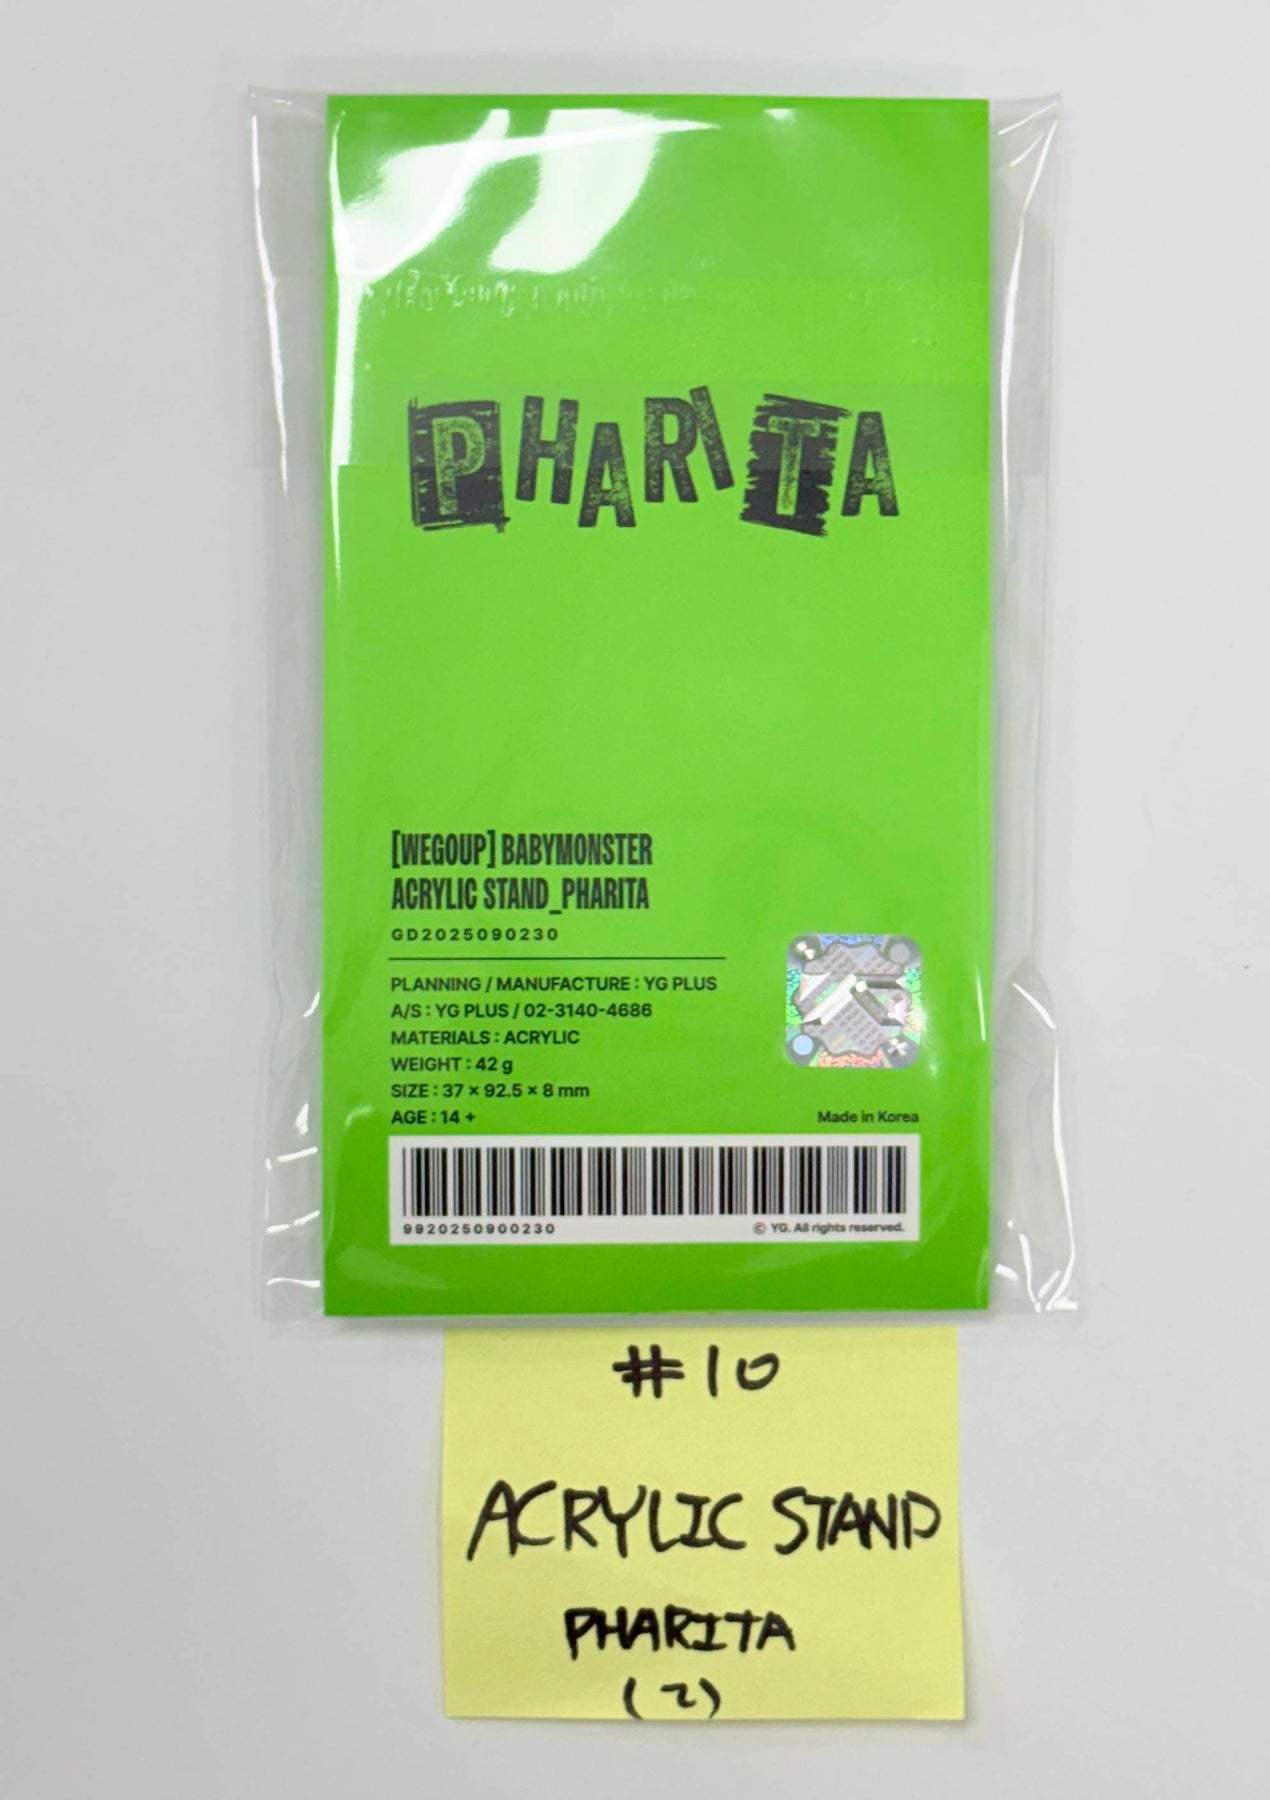 PHARITA
[WEGOUP] BABYMONSTER
ACRYLIC STAND_PHARITA
GD2025090230
PLANNING / MANUFACTURE : YG PLUS
A/S : YG PLUS / 02-3140-4686
MATERIALS : ACRYLIC
WEIGHT : 42 g
SIZE : 37 × 92.5 × 8 mm
AGE : 14 +
Made in Korea
9920250900230
© YG. All rights reserved.
#10
ACRYLIC STAND
PHARITA
(2)